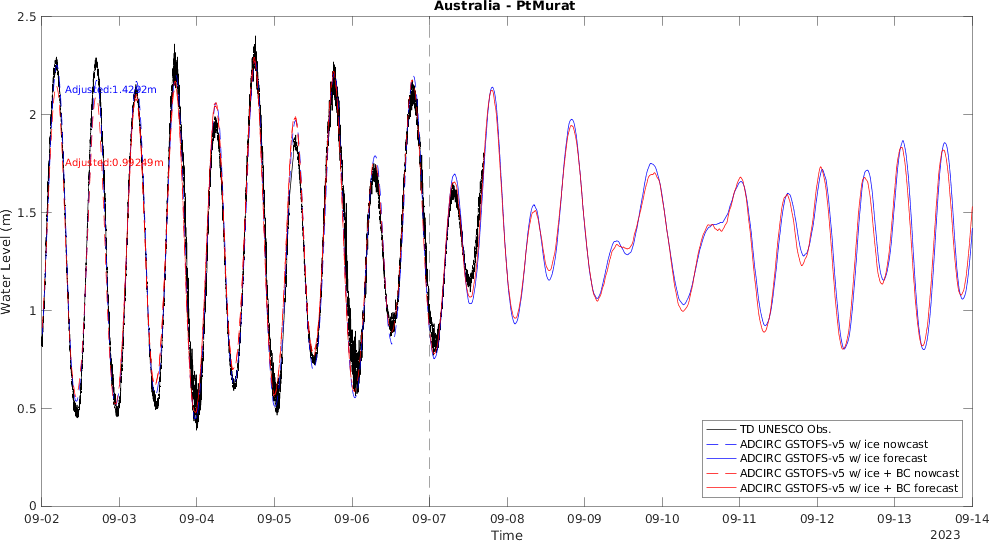 Australia - PtMurat
2.5
2
1.5
1
0.5
0
Water Level (m)
Adjusted:1.4292m
Adjusted:0.99249m
TD UNESCO Obs.
ADCIRC GSTOFS-v5 w/ ice nowcast
ADCIRC GSTOFS-v5 w/ ice forecast
ADCIRC GSTOFS-v5 w/ ice + BC nowcast
ADCIRC GSTOFS-v5 w/ ice + BC forecast
09-02 09-03 09-04 09-05 09-06 09-07 09-08 09-09 09-10 09-11 09-12 09-13 09-14
Time
2023